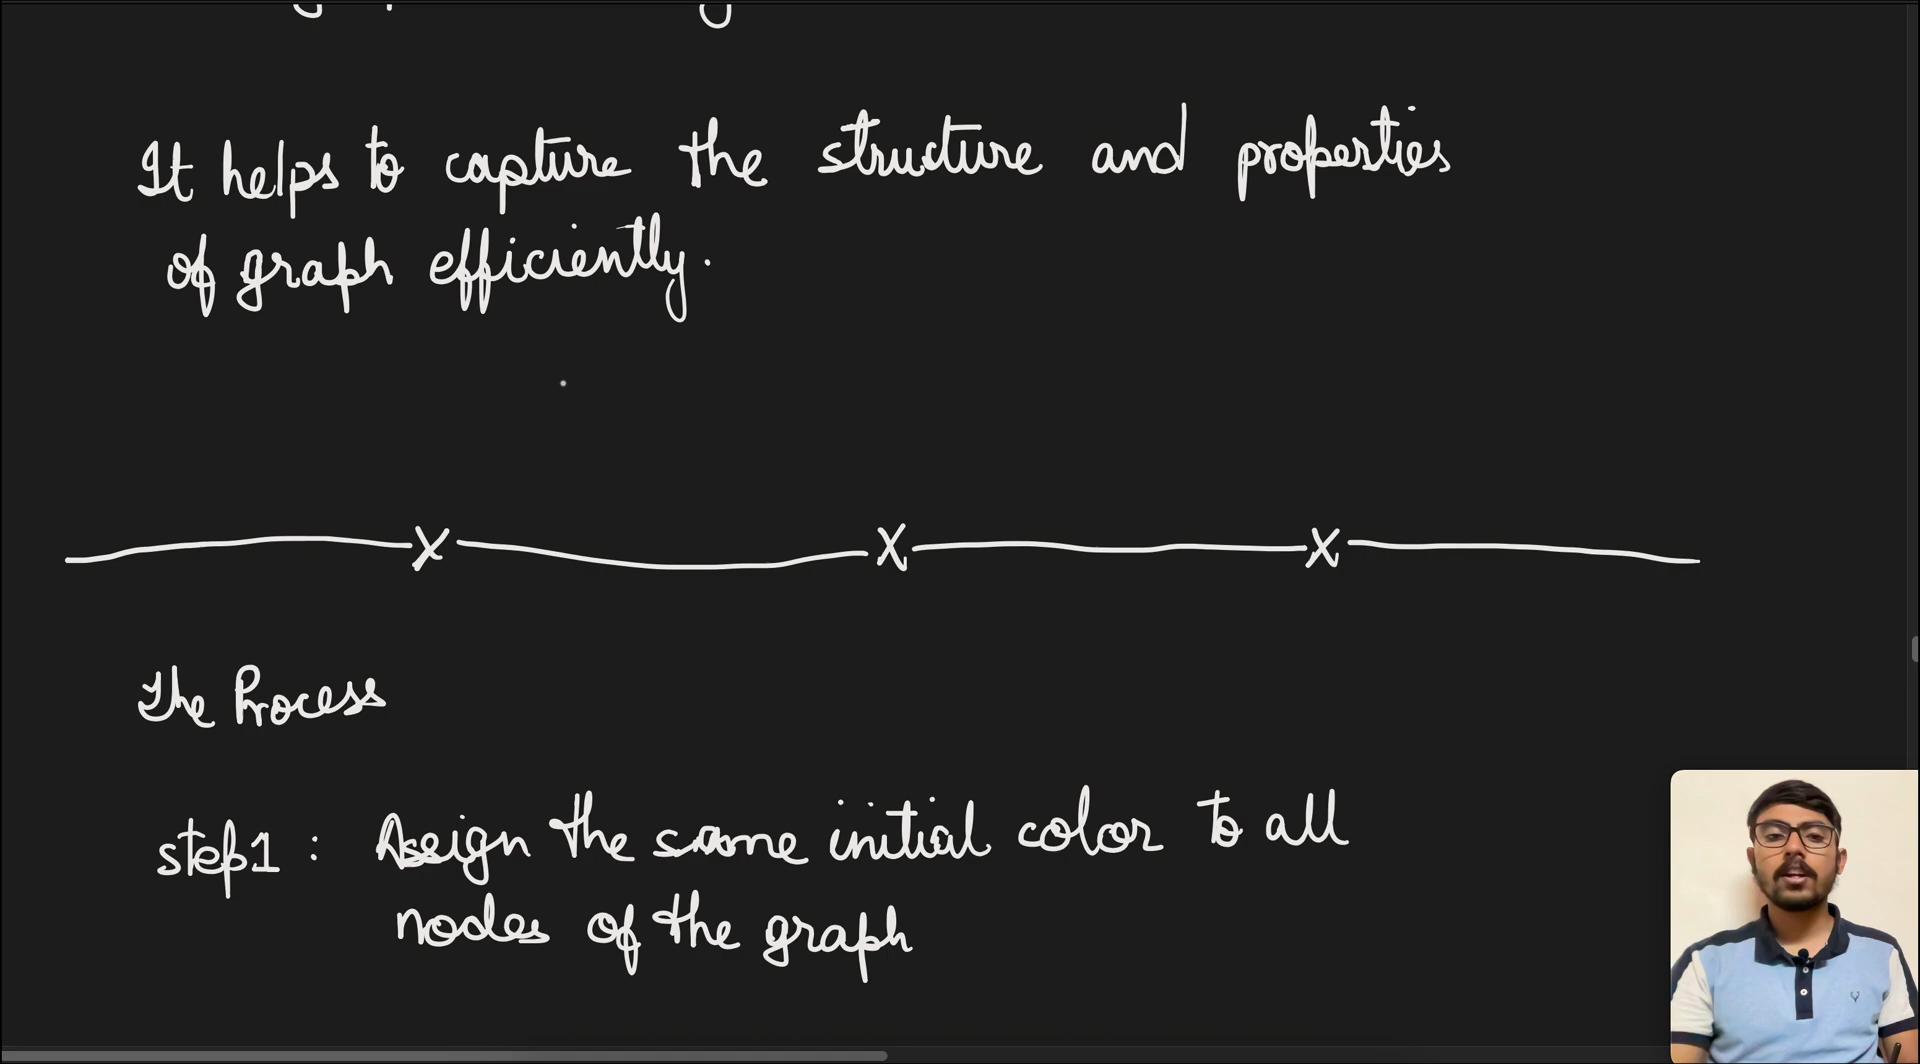 It helps to capture the structure and properties
of graph efficiently.
X X X
The Process
step1 : Assign the same initial color to all
nodes of the graph